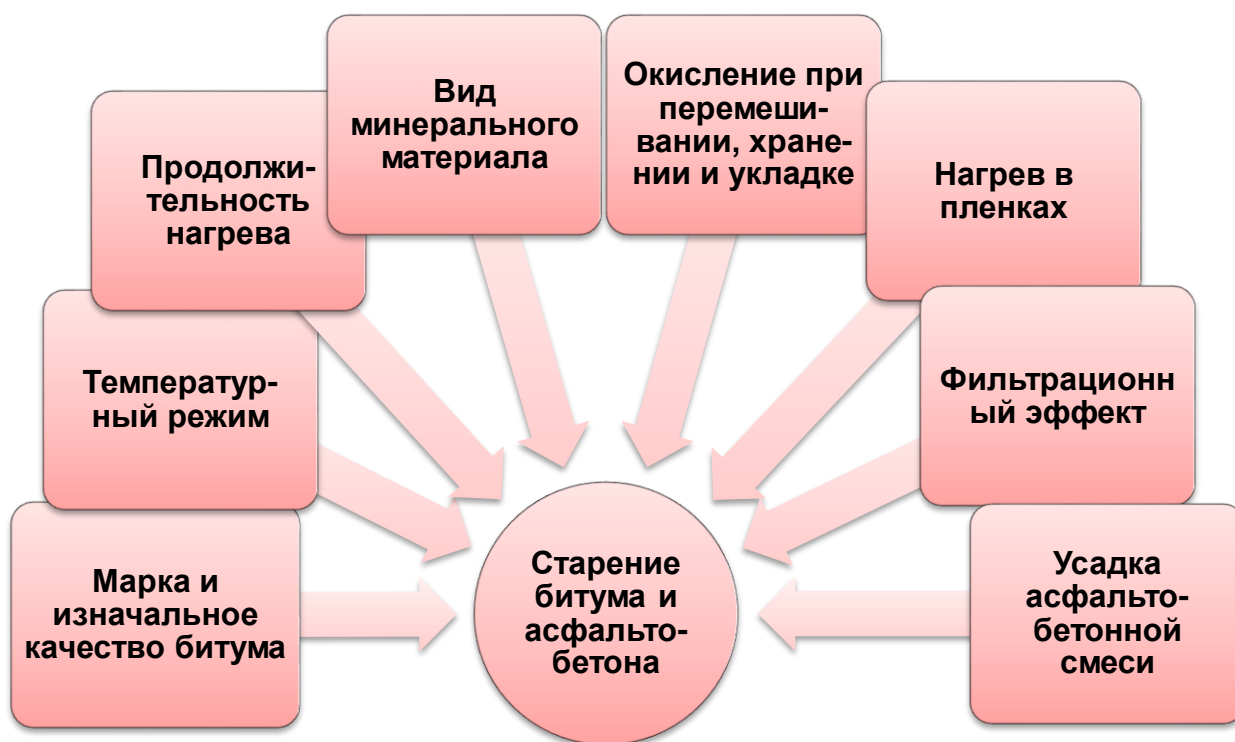 Марка и
изначальное
качество битума
Температур-
ный режим
Продолжи-
тельность
нагрева
Вид
минерального
материала
Окисление при
перемеши-
вании, хране-
нии и укладке
Нагрев в
пленках
Фильтрационн
ый эффект
Усадка
асфальто-
бетонной
смеси
Старение
битума и
асфальто-
бетона